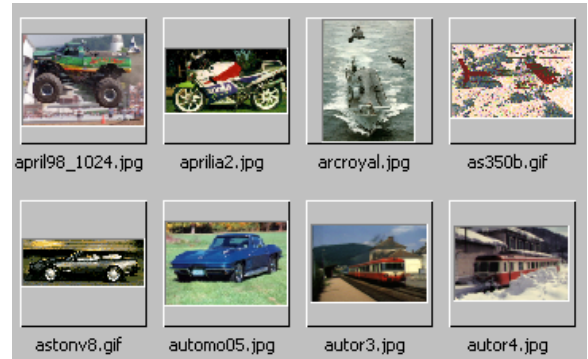 april98_1024.jpg aprilia2.jpg arcroyal.jpg as350b.gif
astonv8.gif automo05.jpg autor3.jpg autor4.jpg